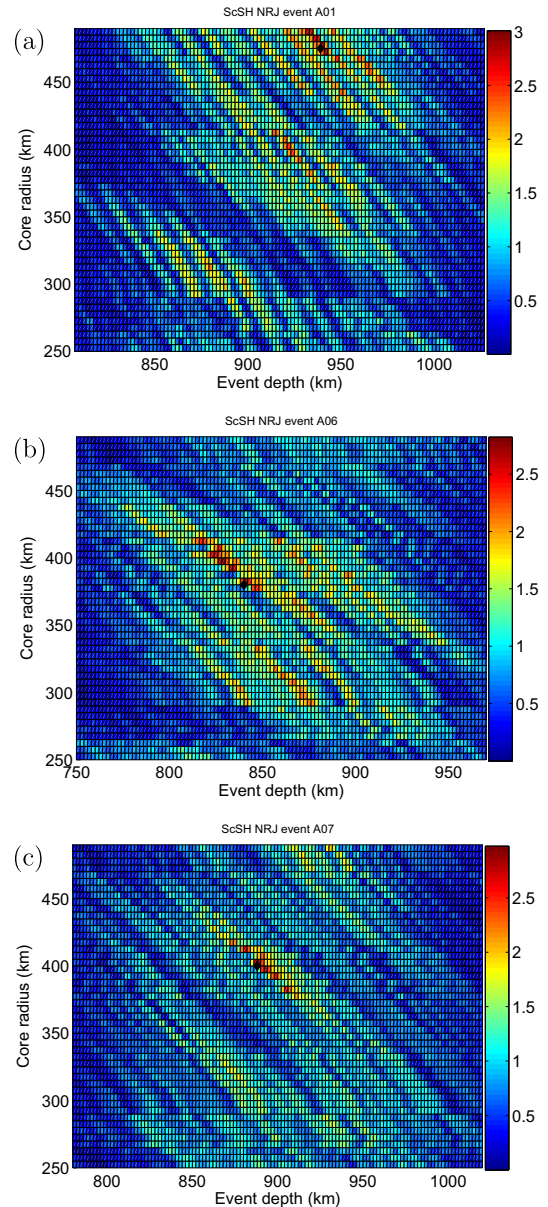 ScSH NRJ event A01
(a)
3
450
2.5
400
2
350
1.5
300
1
0.5
250
850 900 950 1000
Core radius (km)
Event depth (km)
ScSH NRJ event A06
(b)
450
2.5
400
2
350
1.5
300
1
0.5
250
750 800 850 900 950
Core radius (km)
Event depth (km)
ScSH NRJ event A07
(c)
450
2.5
400
2
350
1.5
300
1
0.5
250
800 850 900 950 1000
Core radius (km)
Event depth (km)